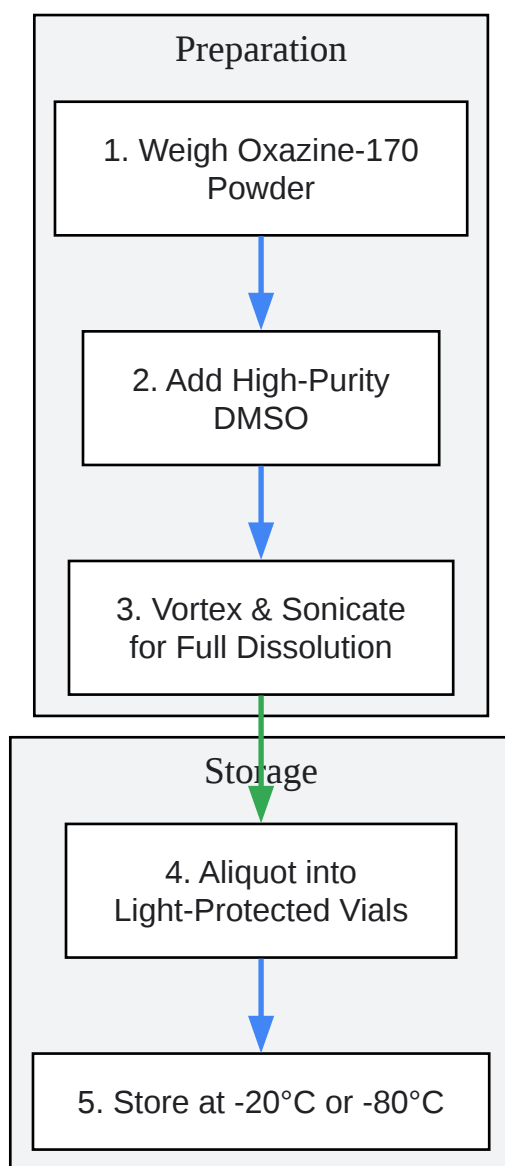 Preparation
1. Weigh Oxazine-170
Powder
2. Add High-Purity
DMSO
3. Vortex & Sonicate
for Full Dissolution
Storage
4. Aliquot into
Light-Protected Vials
5. Store at -20°C or -80°C